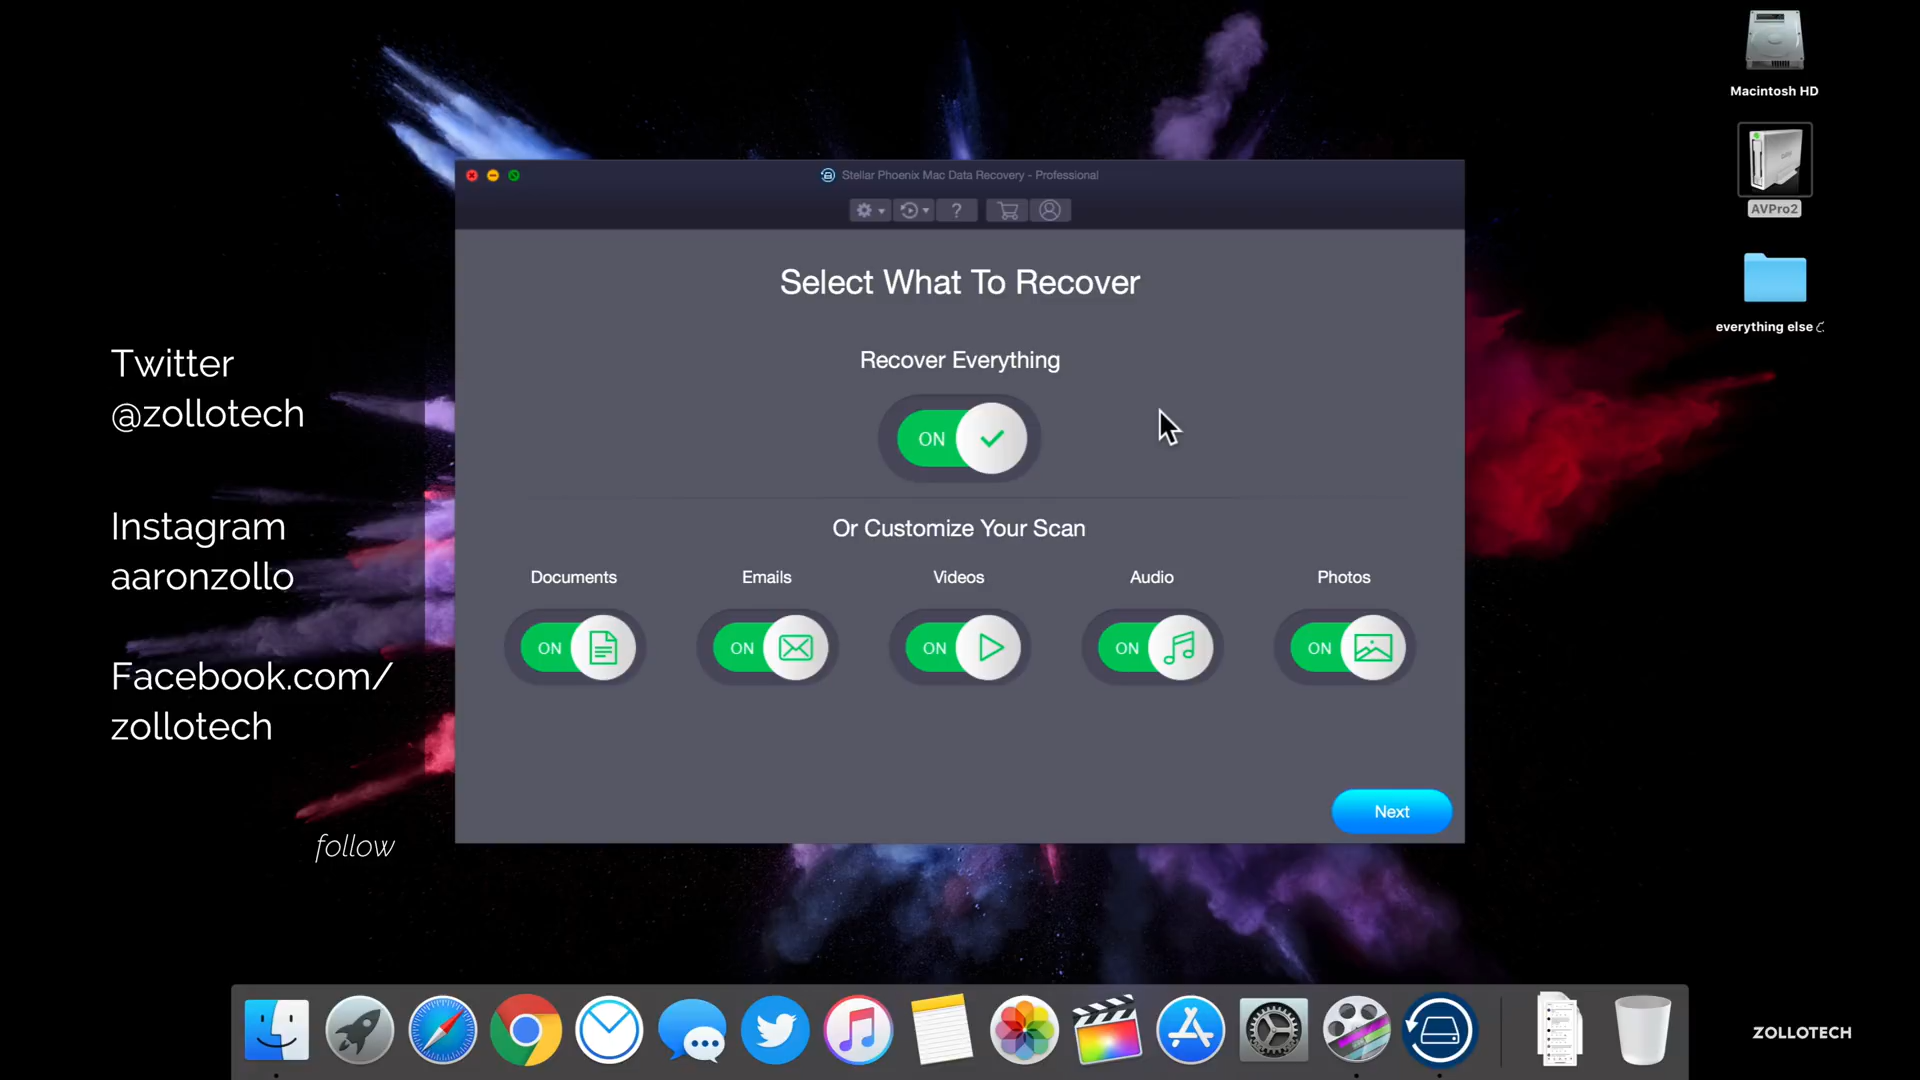 Macintosh HD
AVPro2
everything else
Stellar Phoenix Mac Data Recovery - Professional
?
Select What To Recover
Recover Everything
ON
Or Customize Your Scan
Documents
Emails
Videos
Audio
Photos
ON
ON
ON
ON
ON
Next
Twitter
@zollotech
Instagram
aaronzollo
Facebook.com/
zollotech
follow
ZOLLOTECH